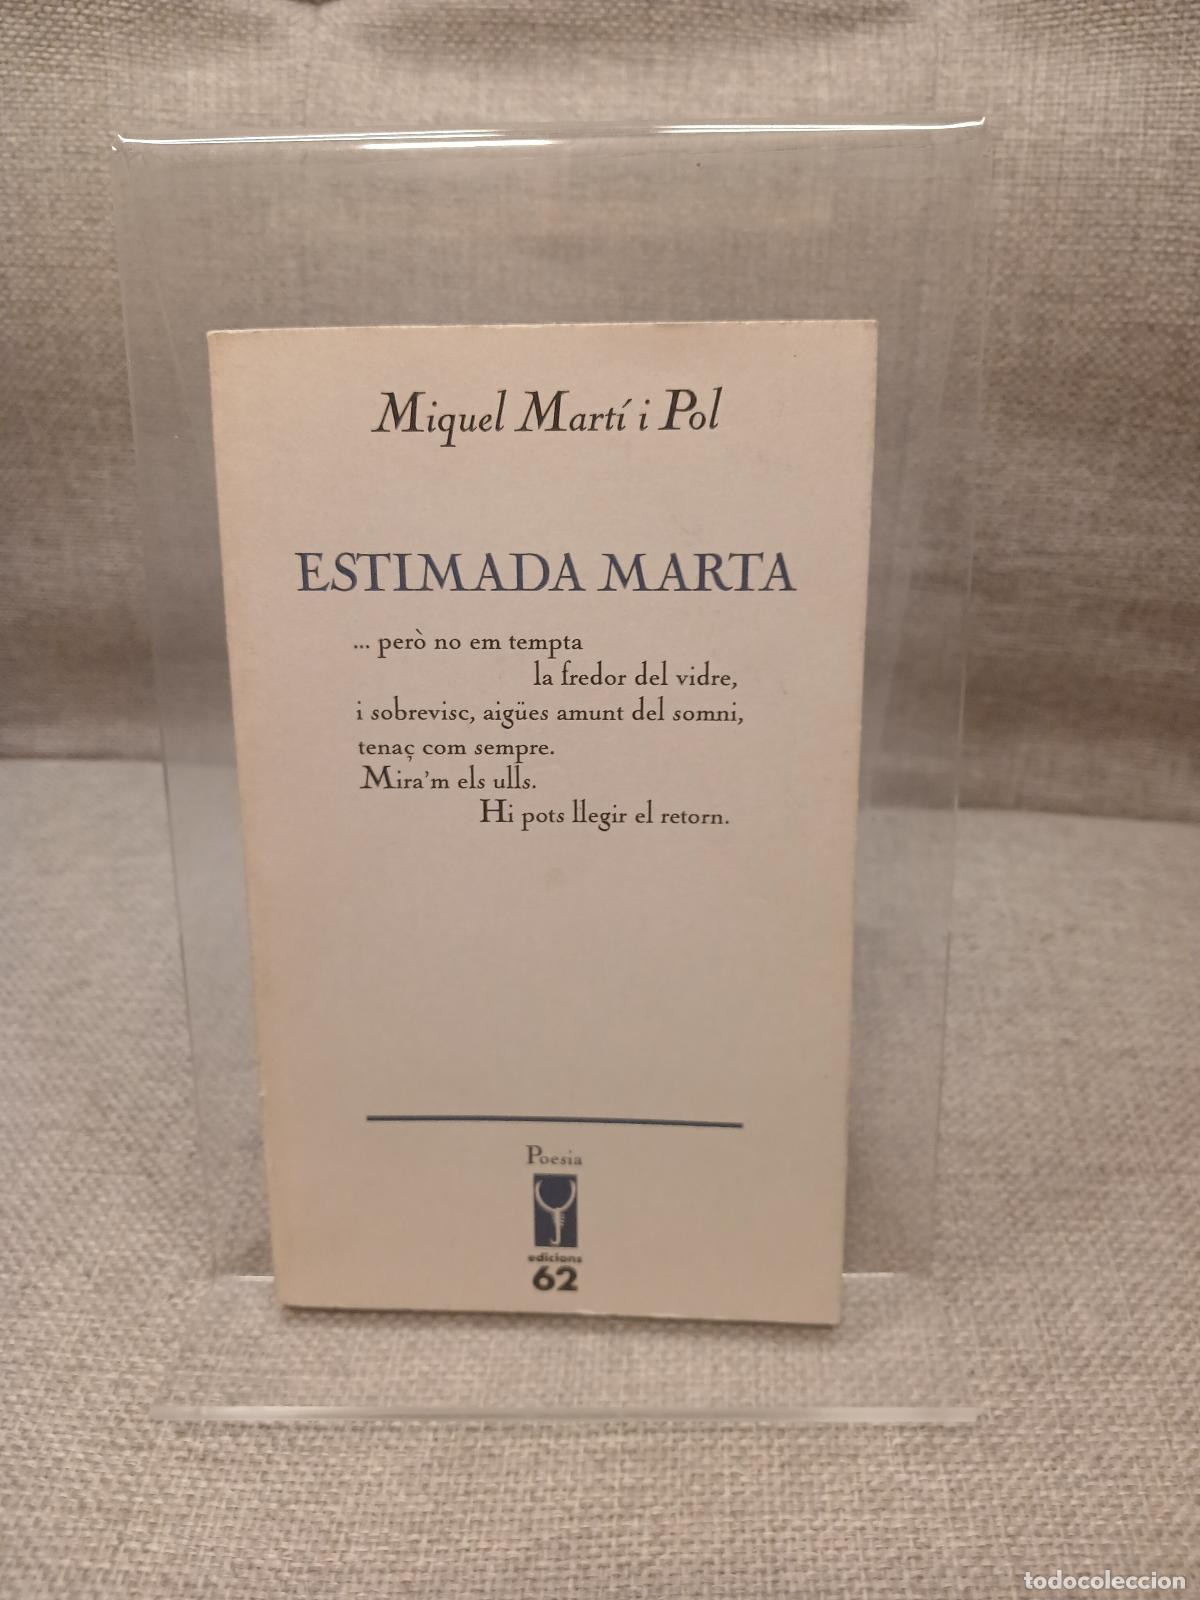 Miquel Martí i Pol
ESTIMADA MARTA
... però no em tempta
la fredor del vidre,
i sobrevisc, aigües amunt del somni,
tenaç com sempre.
Mira'm els ulls.
Hi pots llegir el retorn.
Poesia
edicions
62
todocoleccion